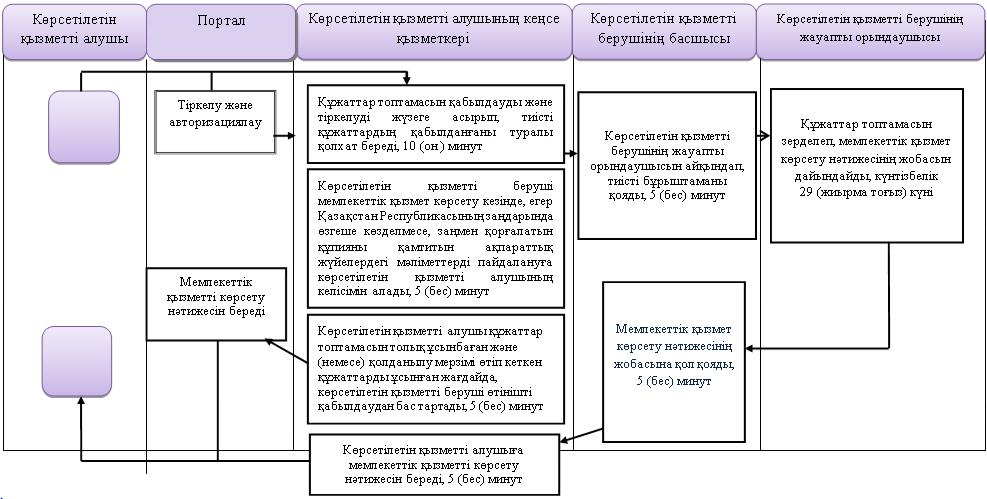 Көрсетілетін
қызметті алушы
Портал
Көрсетілетін қызметті алушының кеңсе
қызметкері
Көрсетілетін қызметті
берушінің басшысы
Көрсетілетін қызметті берушінің
жауапты орындаушысы
Тіркелу және
авторизациялау
Құжаттар топтамасын қабылдауды және
тіркелуді жүзеге асырып, тиісті
құжаттардың қабылданғаны туралы
қолхат береді, 10 (он) минут
Көрсетілетін қызметті
берушінің жауапты
орындаушысын айқындап,
тиісті бұрыштаманы
қояды, 5 (бес) минут
Құжаттар топтамасын
зерделеп, мемлекеттік қызмет
көрсету нәтижесінің жобасын
дайындайды, күнтізбелік
29 (жиырма тоғыз) күні
Көрсетілетін қызметті беруші
мемлекеттік қызмет көрсету кезінде, егер
Қазақстан Республикасының заңдарында
өзгеше көзделмесе, заңмен қорғалатын
құпияны қамтитын ақпараттық
жүйелердегі мәліметтерді пайдалануға
көрсетілетін қызметті алушының
келісімін алады, 5 (бес) минут
Мемлекеттік
қызметті көрсету
нәтижесін береді
Көрсетілетін қызметті алушы құжаттар
топтамасын толық ұсынбаған және
(немесе) қолданылу мерзімі өтіп кеткен
құжаттарды ұсынған жағдайда,
көрсетілетін қызметті беруші өтінішті
қабылдаудан бас тартады, 5 (бес) минут
Мемлекеттік қызмет
көрсету нәтижесінің
жобасына қол қояды,
5 (бес) минут
Көрсетілетін қызметті алушыға
мемлекеттік қызметті көрсету
нәтижесін береді, 5 (бес) минут